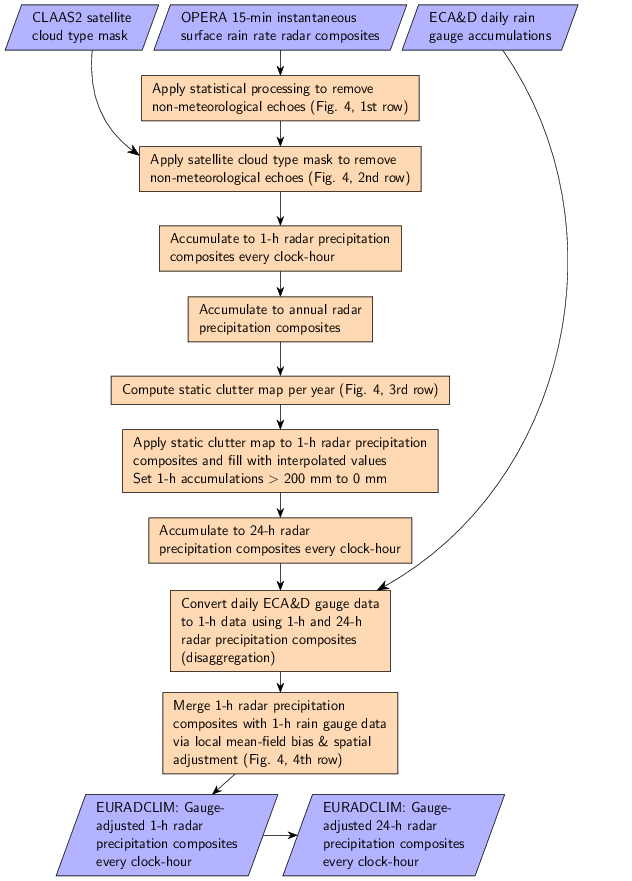 CLAAS2 satellite
cloud type mask
OPERA 15-min instantaneous
surface rain rate radar composites
ECA&D daily rain
gauge accumulations
Apply statistical processing to remove
non-meteorological echoes (Fig. 4, 1st row)
Apply satellite cloud type mask to remove
non-meteorological echoes (Fig. 4, 2nd row)
Accumulate to 1-h radar precipitation
composites every clock-hour
Accumulate to annual radar
precipitation composites
Compute static clutter map per year (Fig. 4, 3rd row)
Apply static clutter map to 1-h radar precipitation
composites and fill with interpolated values
Set 1-h accumulations > 200 mm to 0 mm
Accumulate to 24-h radar
precipitation composites every clock-hour
Convert daily ECA&D gauge data
to 1-h data using 1-h and 24-h
radar precipitation composites
(disaggregation)
Merge 1-h radar precipitation
composites with 1-h rain gauge data
via local mean-field bias & spatial
adjustment (Fig. 4, 4th row)
EURADCLIM: Gauge-
adjusted 1-h radar
precipitation composites
every clock-hour
EURADCLIM: Gauge-
adjusted 24-h radar
precipitation composites
every clock-hour